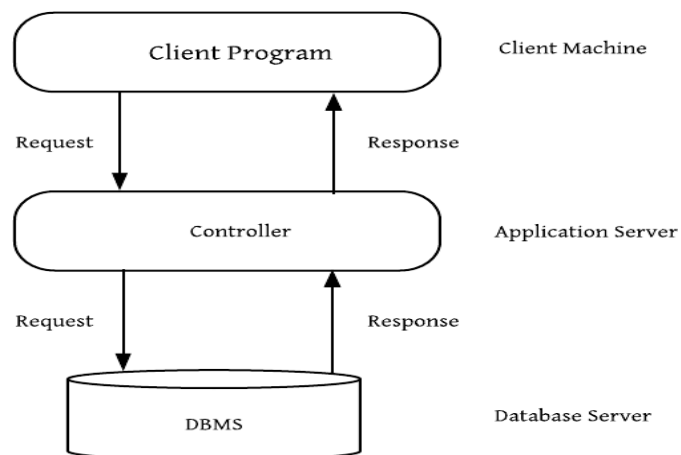 Client Program
Client Machine
Request
Response
Controller
Application Server
Request
Response
DBMS
Database Server